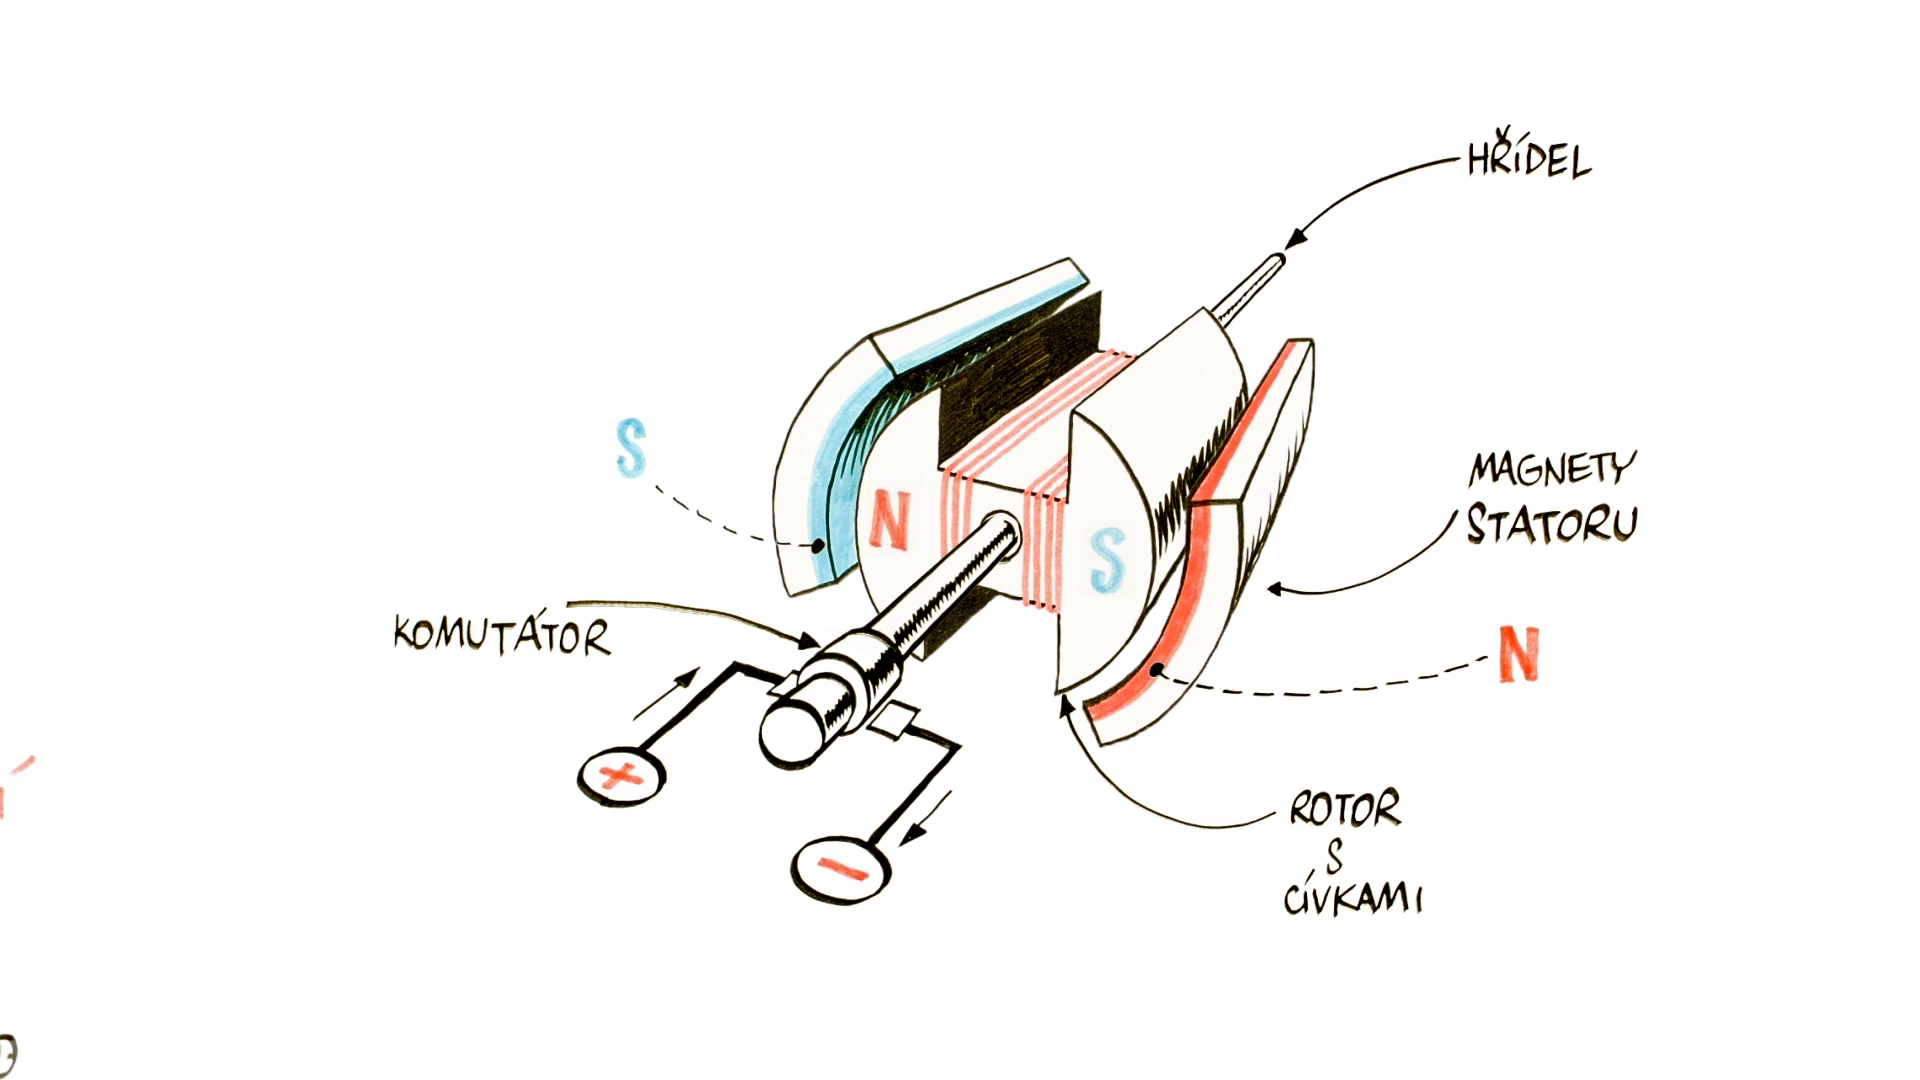 HŘÍDEL
MAGNETY
STATORU
S
N
S
KOMUTÁTOR
N
+
−
ROTOR
S
CÍVKAMI